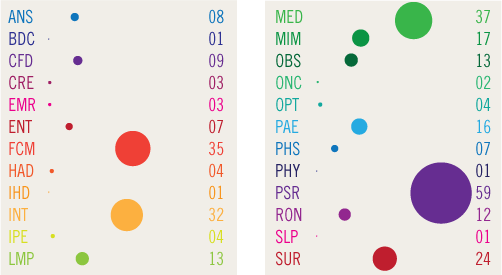 ANS 08
BDC 01
CFD 09
CRE 03
EMR 03
ENT 07
FCM 35
HAD 04
IHD 01
INT 32
IPE 04
LMP 13
MED 37
MIM 17
OBS 13
ONC 02
OPT 04
PAE 16
PHS 07
PHY 01
PSR 59
RON 12
SLP 01
SUR 24